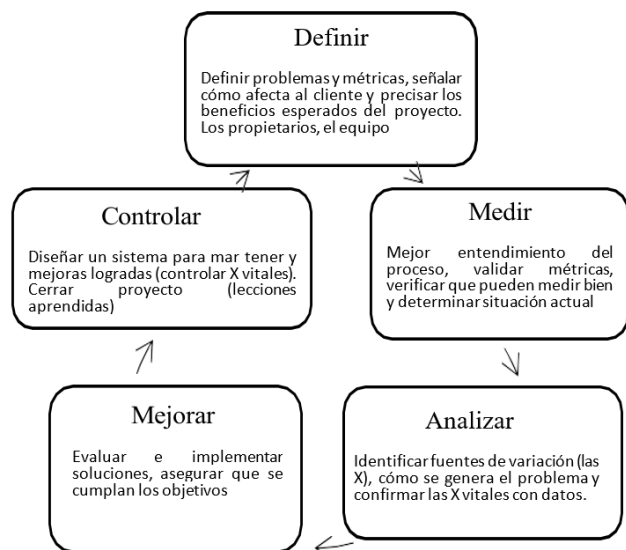 Definir
Definir problemas y métricas, señalar
cómo afecta al cliente y precisar los
beneficios esperados del proyecto.
Los propietarios, el equipo
Medir
Mejor entendimiento del
proceso, validar métricas,
verificar que pueden medir bien
y determinar situación actual
Analizar
Identificar fuentes de variación (las
X), cómo se genera el problema y
confirmar las X vitales con datos.
Mejorar
Evaluar e implementar
soluciones, asegurar que se
cumplan los objetivos
Controlar
Diseñar un sistema para mar tener y
mejoras logradas (controlar X vitales).
Cerrar proyecto (lecciones
aprendidas)